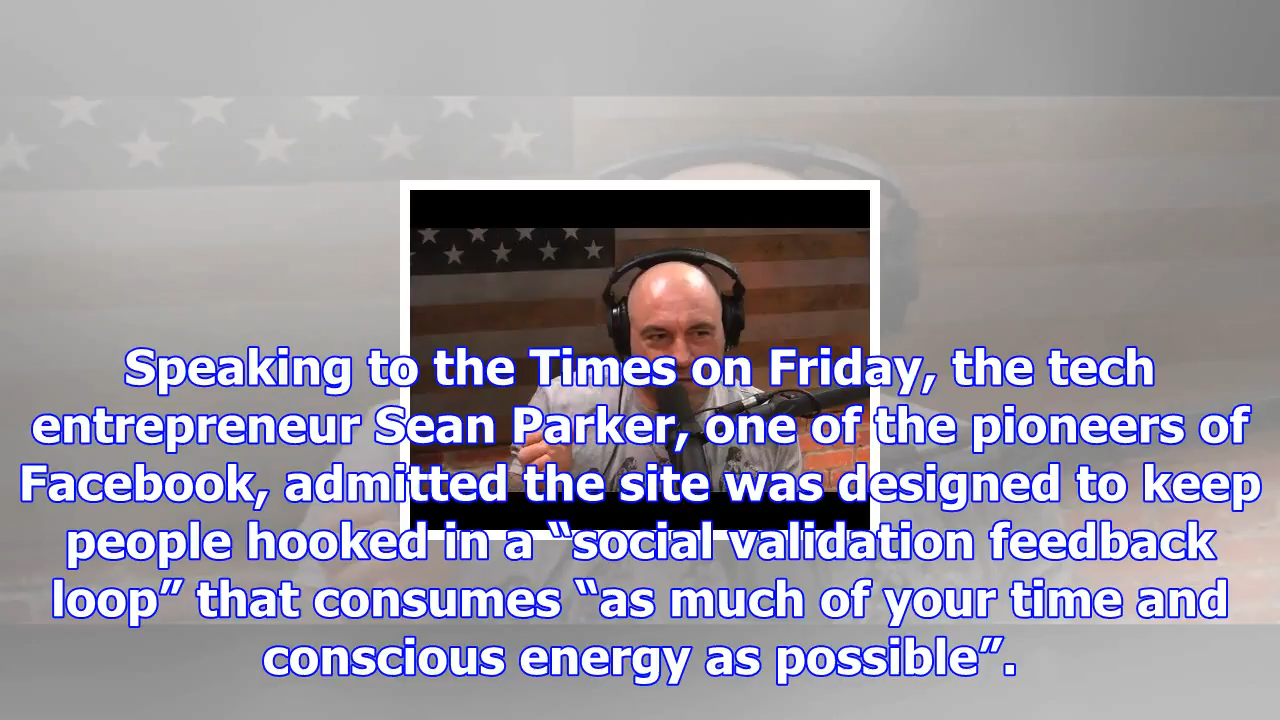 Speaking to the Times on Friday, the tech
entrepreneur Sean Parker, one of the pioneers of
Facebook, admitted the site was designed to keep
people hooked in a “social validation feedback
loop” that consumes “as much of your time and
conscious energy as possible”.